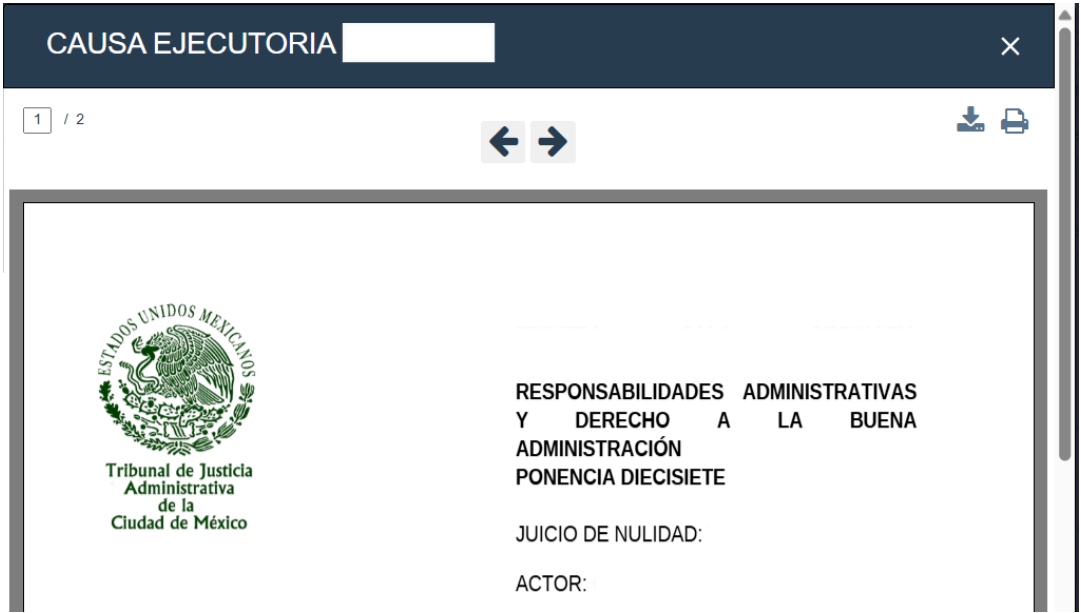 CAUSA EJECUTORIA
1 / 2
ESTADOS UNIDOS MEXICANOS
Tribunal de Justicia
Administrativa
de la
Ciudad de México
RESPONSABILIDADES ADMINISTRATIVAS
Y DERECHO A LA BUENA
ADMINISTRACIÓN
PONENCIA DIECISIETE
JUICIO DE NULIDAD:
ACTOR: